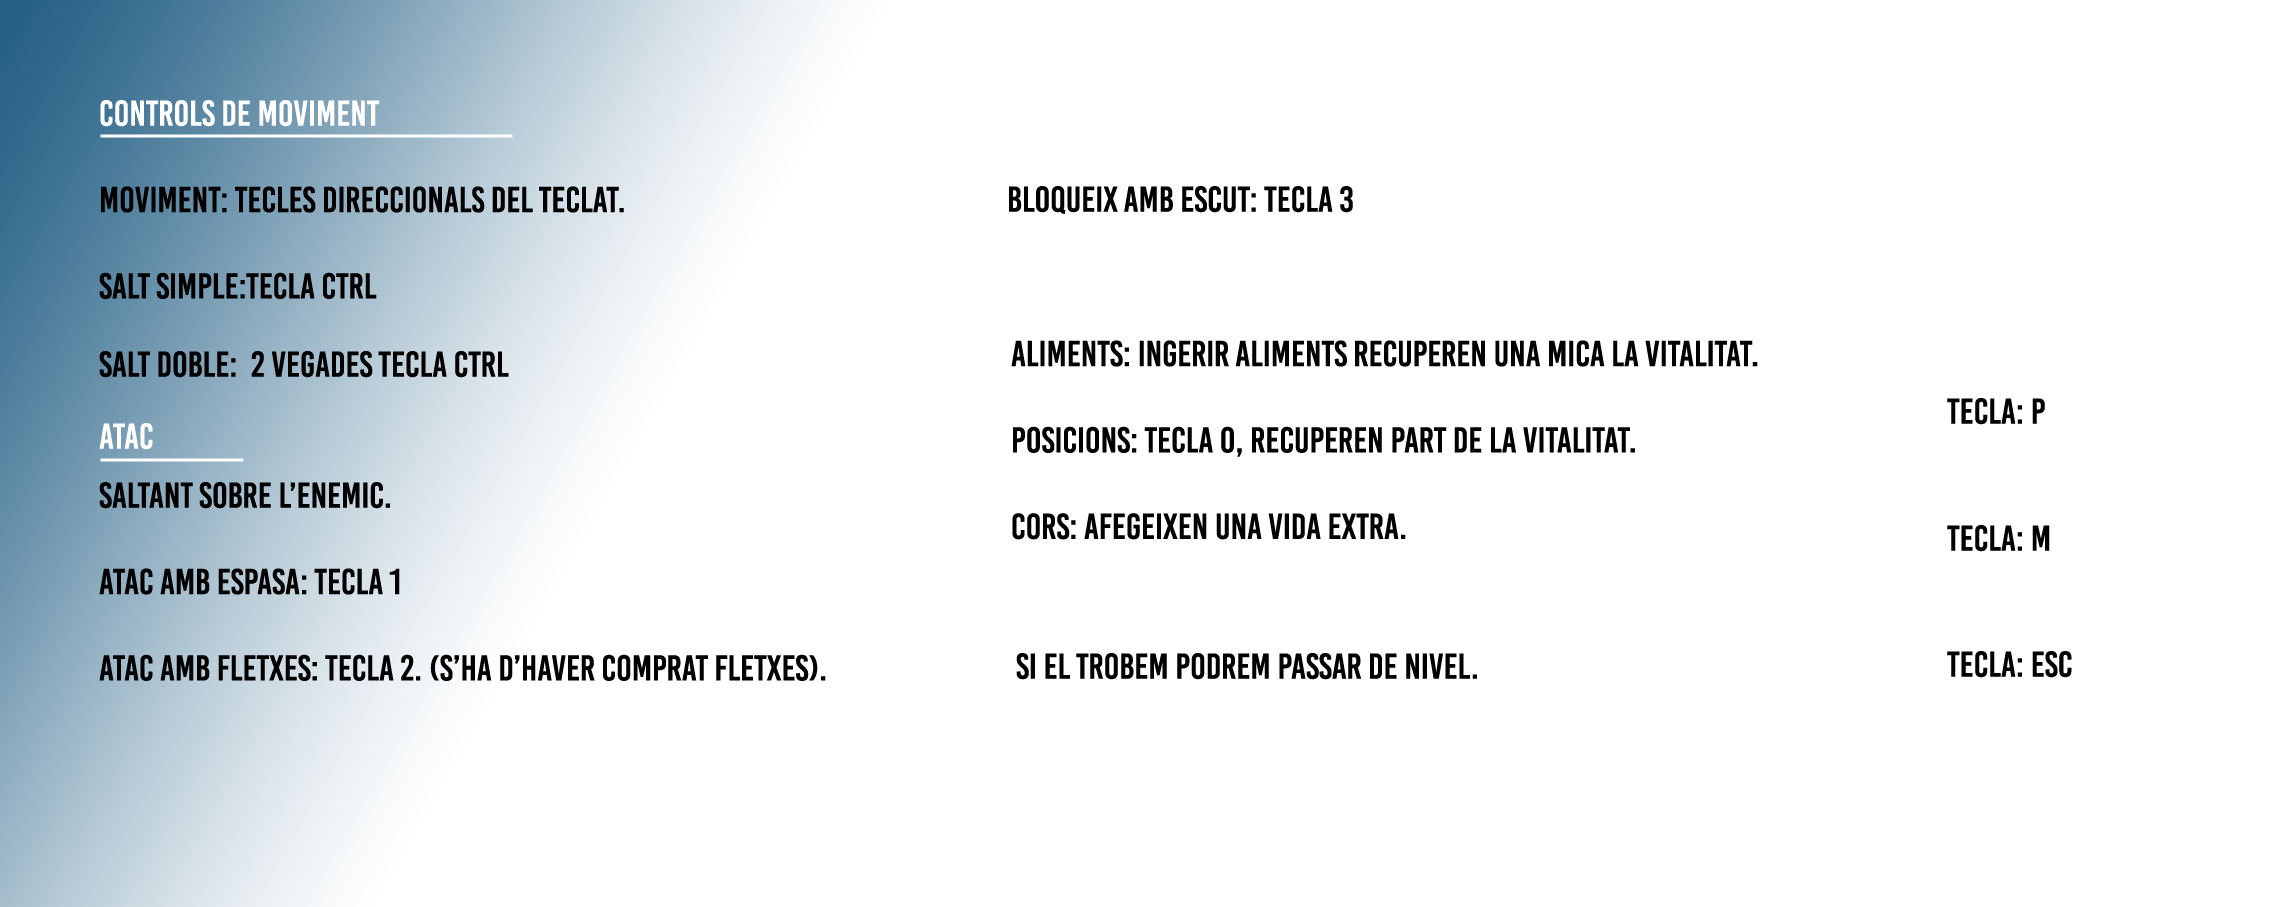 CONTROLS DE MOVIMENT
MOVIMENT: TECLES DIRECCIONALS DEL TECLAT.
SALT SIMPLE:TECLA CTRL
SALT DOBLE:  2 VEGADES TECLA CTRL
ATAC
SALTANT SOBRE L'ENEMIC.
ATAC AMB ESPASA: TECLA 1
ATAC AMB FLETXES: TECLA 2. (S'HA D'HAVER COMPRAT FLETXES).
BLOQUEIX AMB ESCUT: TECLA 3
ALIMENTS: INGERIR ALIMENTS RECUPEREN UNA MICA LA VITALITAT.
POSICIONS: TECLA 0, RECUPEREN PART DE LA VITALITAT.
CORS: AFEGEIXEN UNA VIDA EXTRA.
SI EL TROBEM PODREM PASSAR DE NIVEL.
TECLA: P
TECLA: M
TECLA: ESC